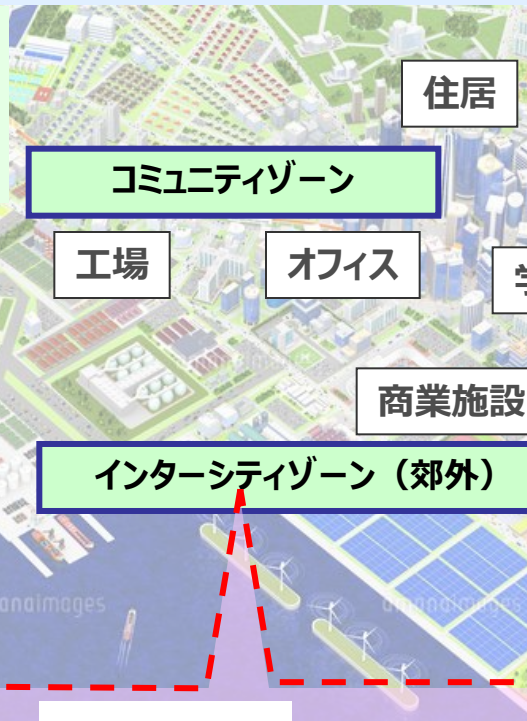 住居
コミュニティゾーン
工場
オフィス
商業施設
インターシティゾーン（郊外）